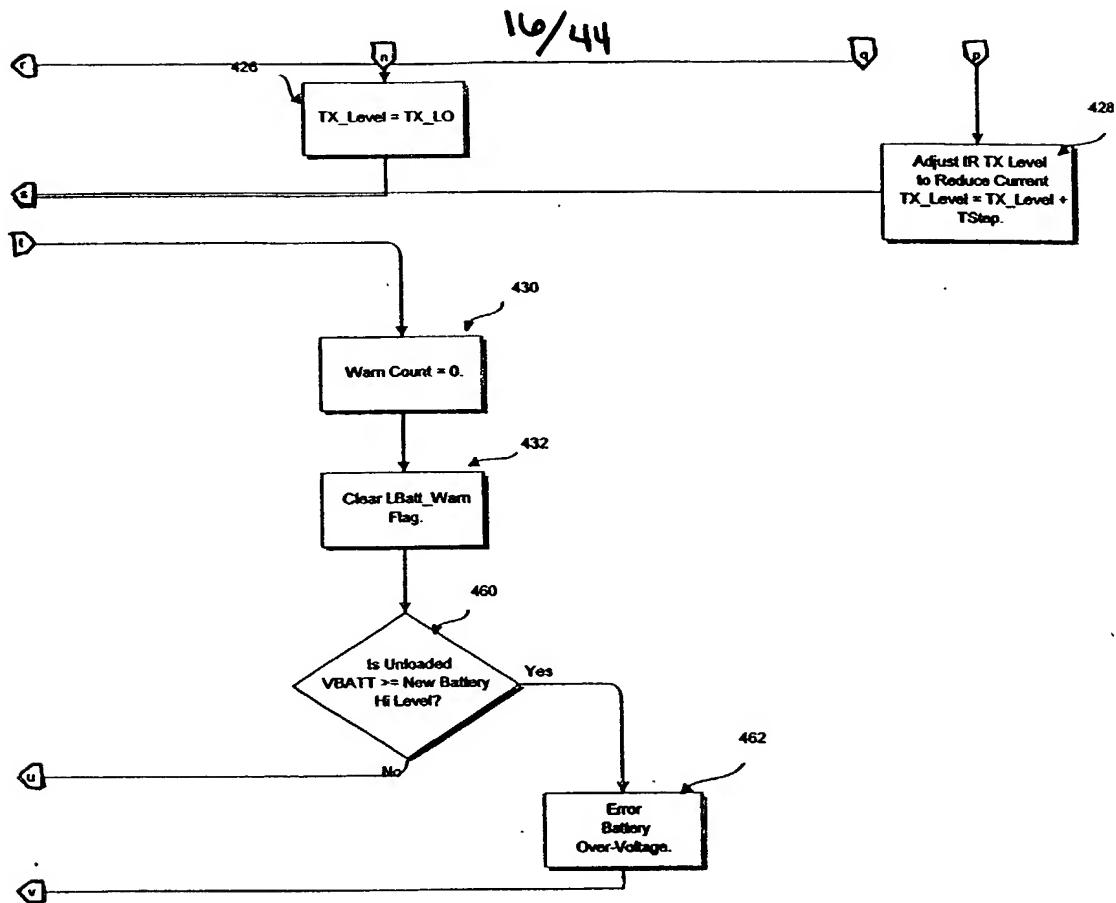 16/44
r
n
q
p
426
TX_Level = TX_LO
428
Adjust IR TX Level
to Reduce Current
TX_Level = TX_Level +
TStep.
s
t
430
Warn Count = 0.
432
Clear LBatt_Warn
Flag.
460
Is Unloaded
VBATT >= New Battery
Hi Level?
Yes
No
u
462
Error
Battery
Over-Voltage.
v